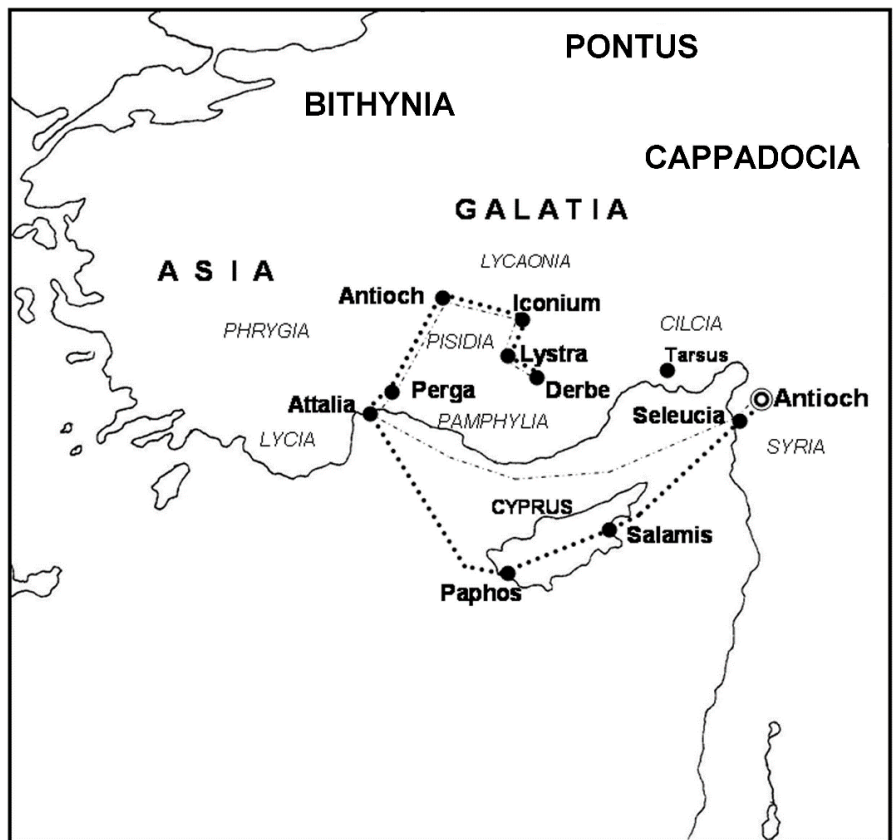 PONTUS
BITHYNIA
CAPPADOCIA
GALATIA
LYCAONIA
ASIA
Antioch
Iconium
PHRYGIA
CILCIA
PISIDIA
Lystra
Tarsus
Perga
Derbe
Antioch
Attalia
PAMPHYLIA
Seleucia
LYCIA
SYRIA
CYPRUS
Salamis
Paphos